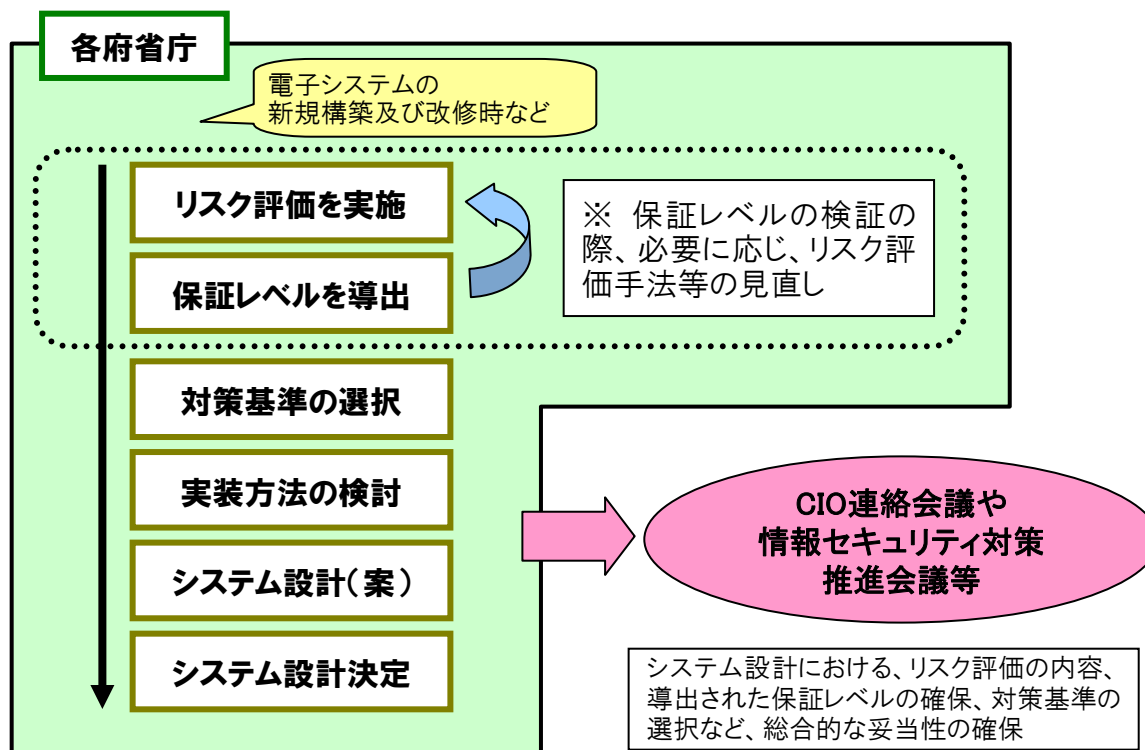 各府省庁
電子システムの
新規構築及び改修時など
リスク評価を実施
保証レベルを導出
※ 保証レベルの検証の
際、必要に応じ、リスク評
価手法等の見直し
対策基準の選択
実装方法の検討
システム設計(案)
システム設計決定
CIO連絡会議や
情報セキュリティ対策
推進会議等
システム設計における、リスク評価の内容、
導出された保証レベルの確保、対策基準の
選択など、総合的な妥当性の確保